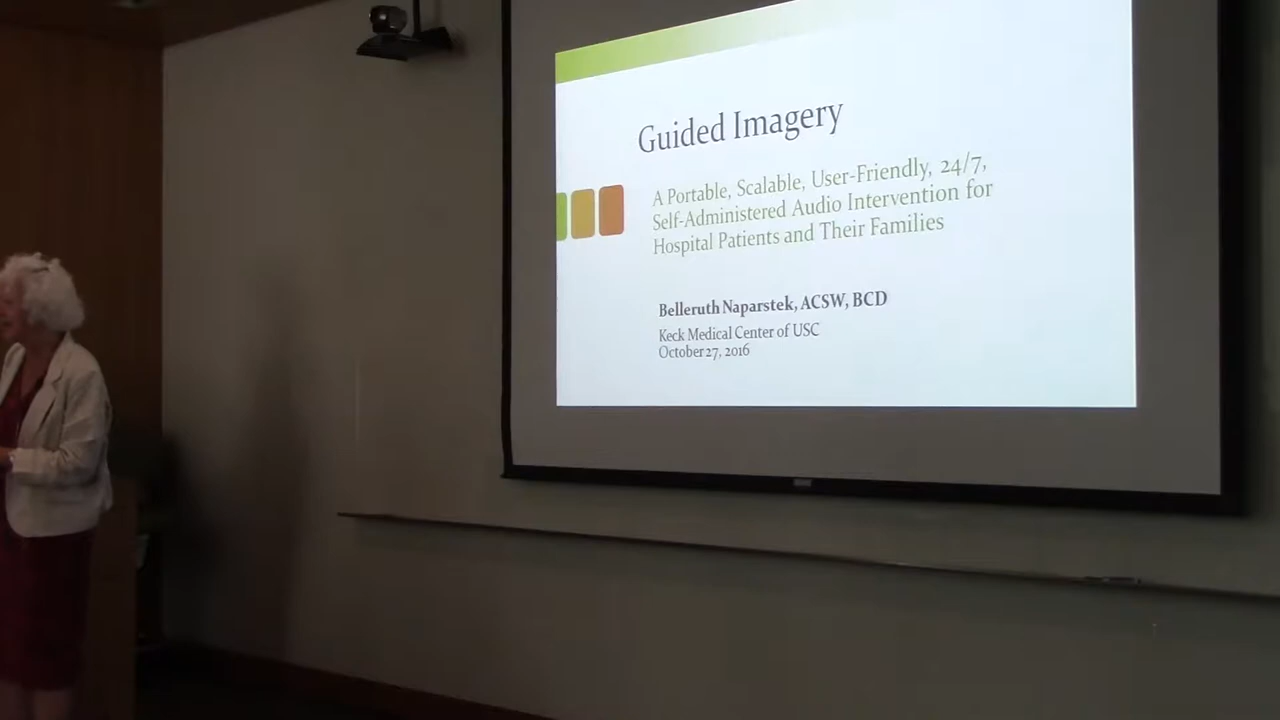 Guided Imagery
A Portable, Scalable, User-Friendly, 24/7,
Self-Administered Audio Intervention for
Hospital Patients and Their Families
Belleruth Naparstek, ACSW, BCD
Keck Medical Center of USC
October 27, 2016